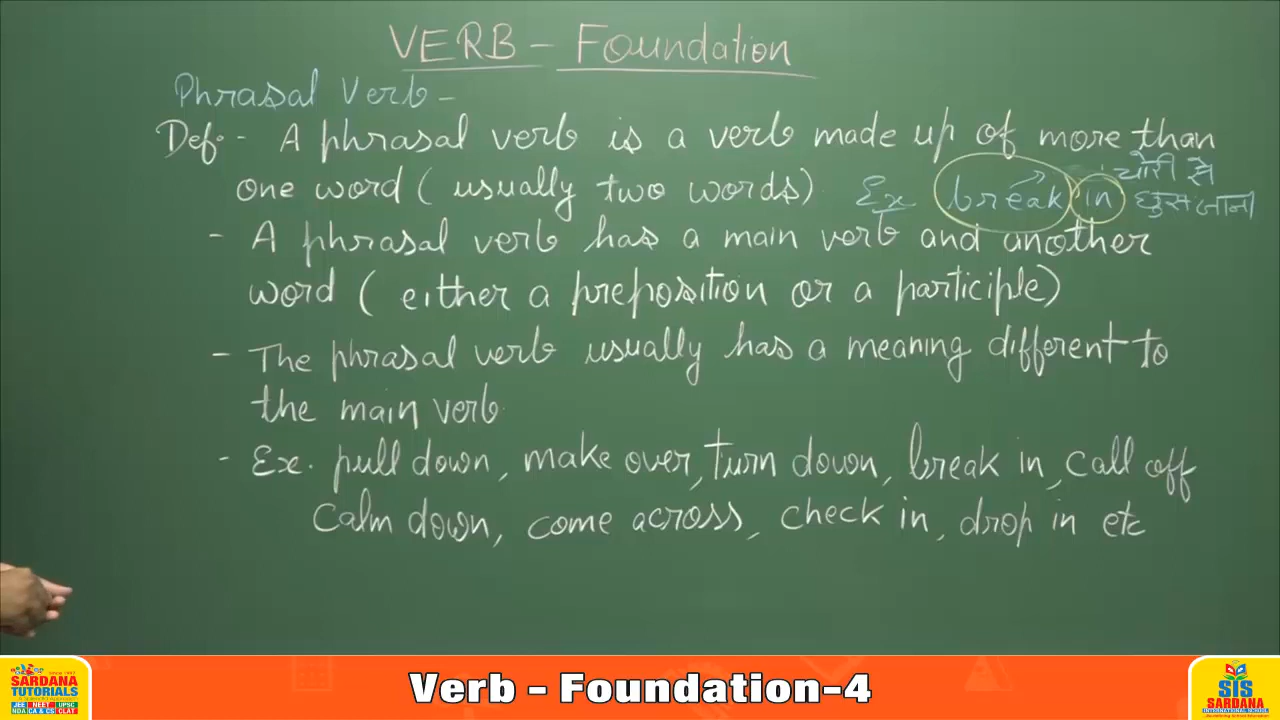 VERB - Foundation
Phrasal Verb -
Def:- A phrasal verb is a verb made up of more than
one word (usually two words) Ex break in चोरी से
घुस जाना
- A phrasal verb has a main verb and another
word (either a preposition or a participle)
- The phrasal verb usually has a meaning different to
the main verb
- Ex. pull down, make over, turn down, break in, call off
calm down, come across, check in, drop in etc
Since 1987
SARDANA
TUTORIALS
JEE NEET UPSC
NDA CA & CS CLAT
Verb - Foundation-4
SIS
SARDANA
INTERNATIONAL SCHOOL